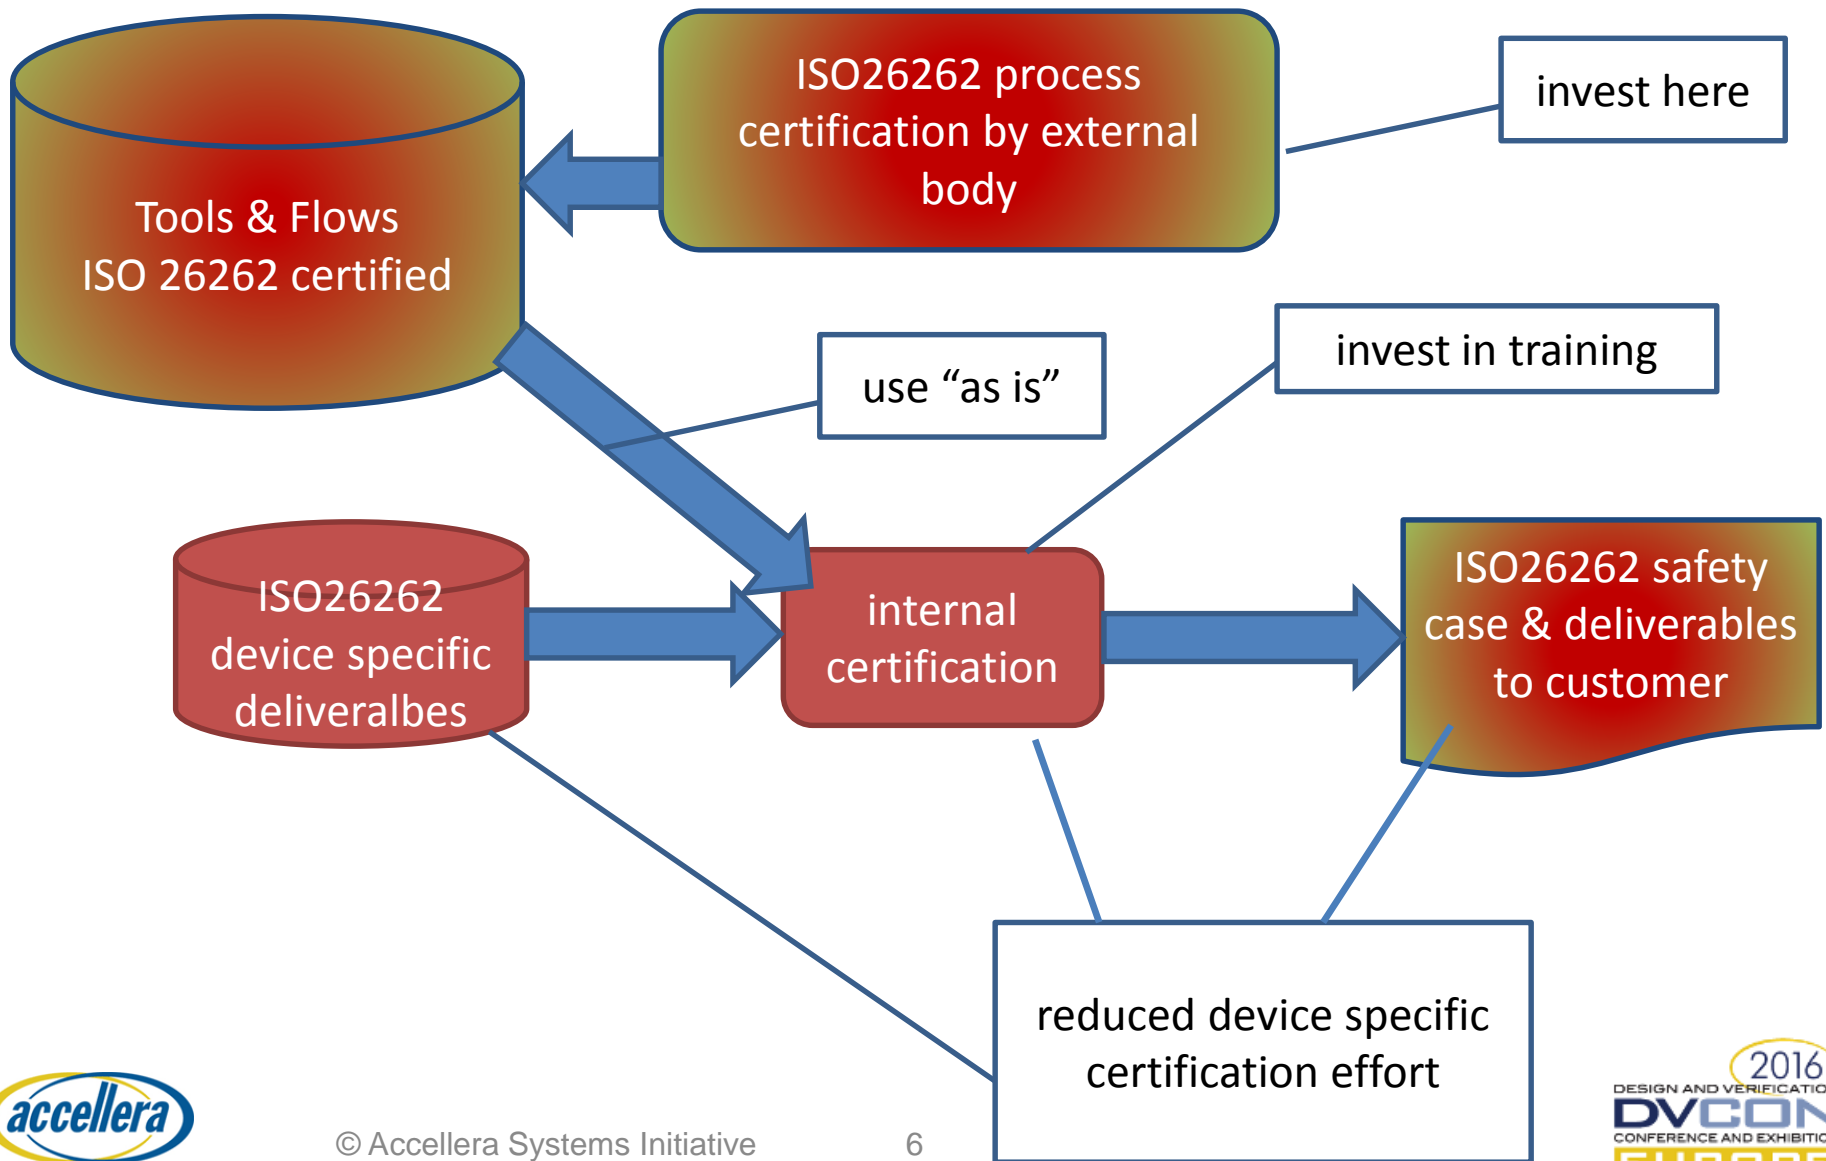 ISO26262 process
certification by external
body
invest here
Tools & Flows
ISO 26262 certified
invest in training
use “as is”
ISO26262
device specific
deliveralbes
internal
certification
ISO26262 safety
case & deliverables
to customer
reduced device specific
certification effort
accellera
© Accellera Systems Initiative
6
2016
DESIGN AND VERIFICATIO
DVCON
CONFERENCE AND EXHIBITIO
EUROPE